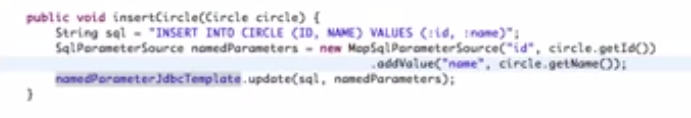 public void insertCircle(Circle circle) {
String sql = "INSERT INTO CIRCLE (ID, NAME) VALUES (:id, :name)";
SqlParameterSource namedParameters = new MapSqlParameterSource("id", circle.getId())
.addValue("name", circle.getName());
namedParameterJdbcTemplate.update(sql, namedParameters);
}